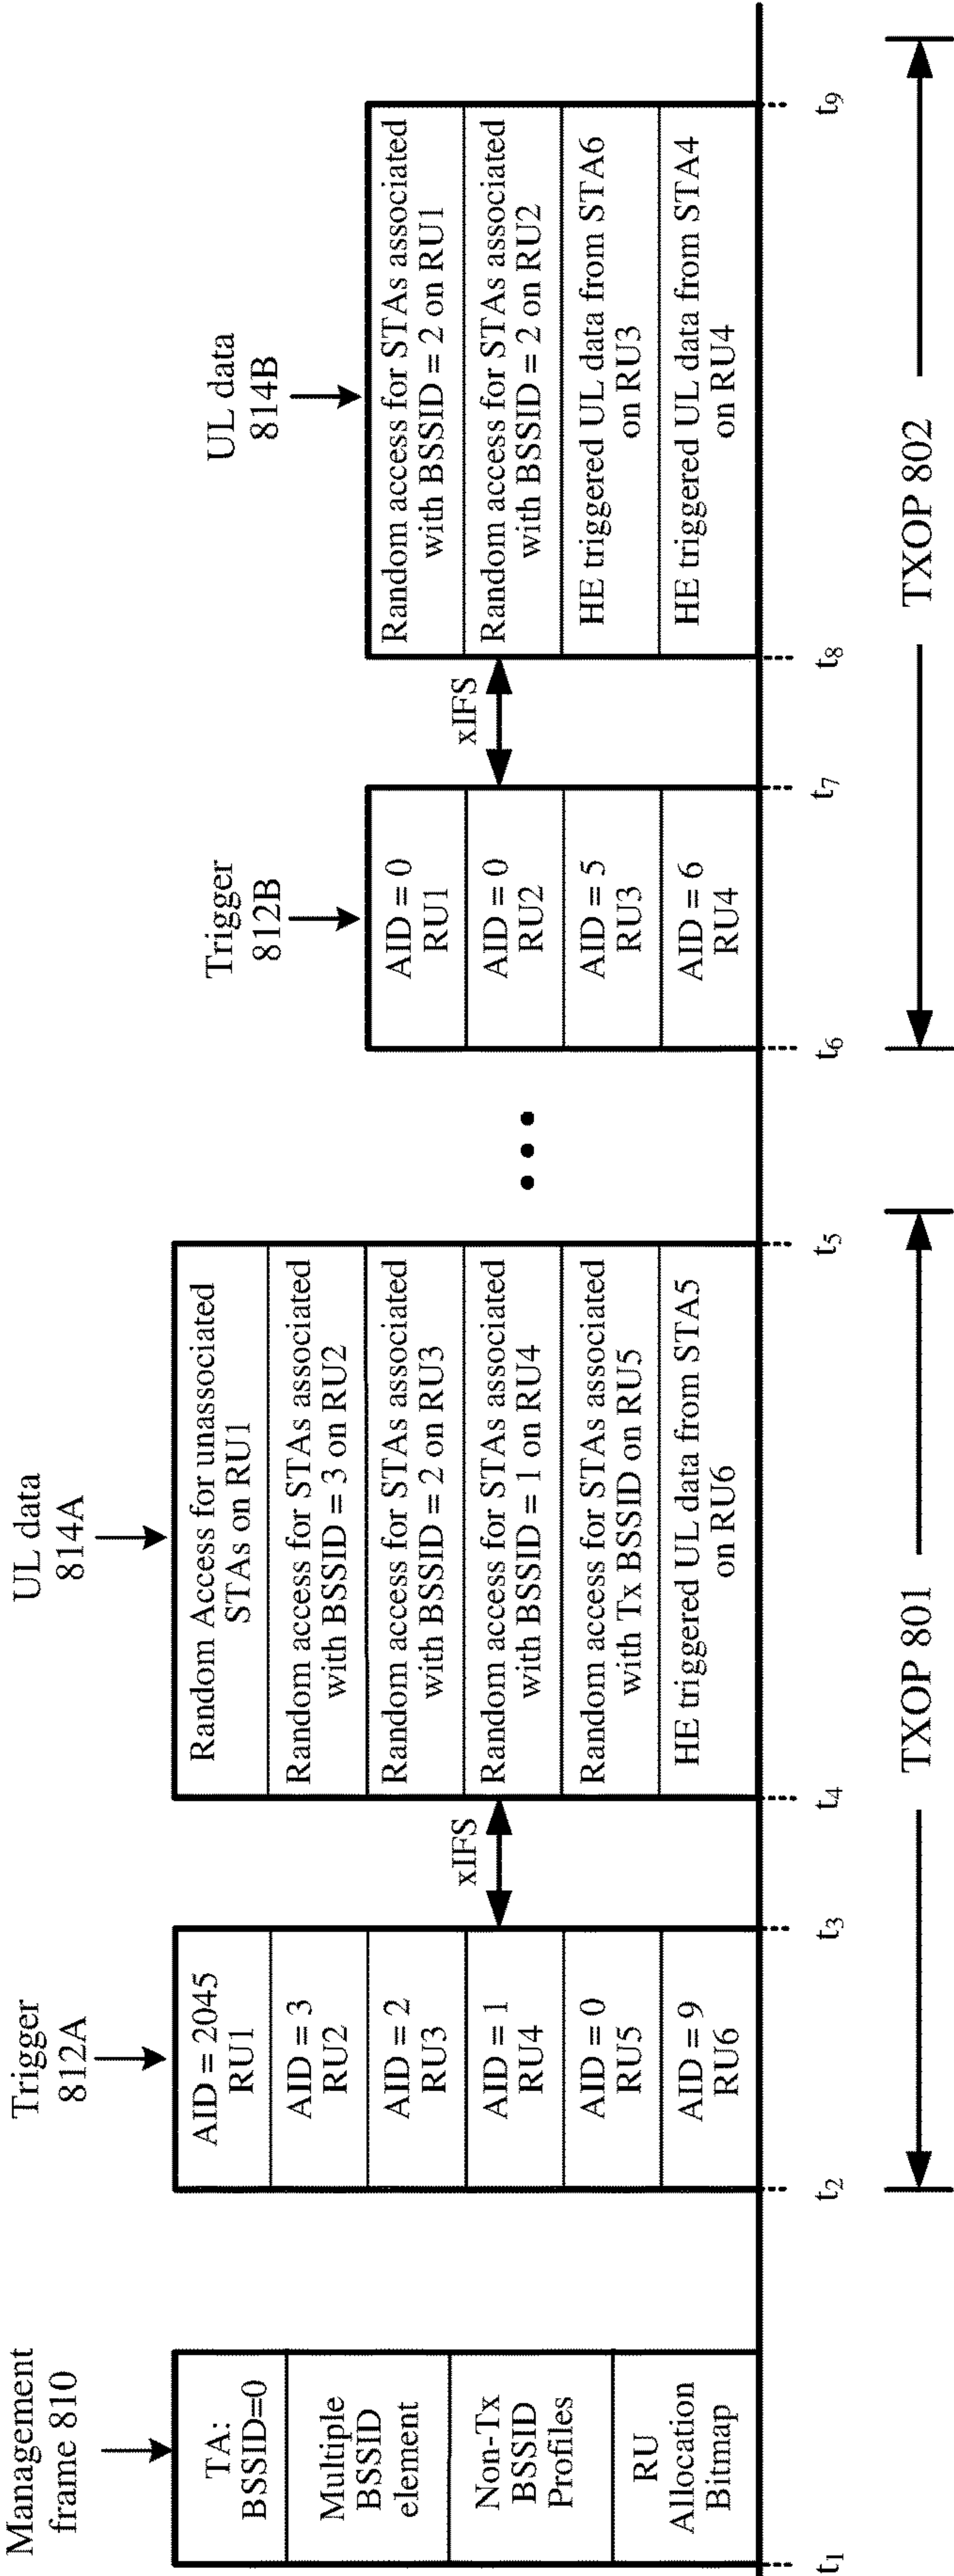 Management
frame 810
TA:
BSSID=0
Multiple
BSSID
element
Non-Tx
BSSID
Profiles
RU
Allocation
Bitmap
Trigger
812A
AID = 2045
RU1
AID = 3
RU2
AID = 2
RU3
AID = 1
RU4
AID = 0
RU5
AID = 9
RU6
xIFS
UL data
814A
Random Access for unassociated
STAs on RU1
Random access for STAs associated
with BSSID = 3 on RU2
Random access for STAs associated
with BSSID = 2 on RU3
Random access for STAs associated
with BSSID = 1 on RU4
Random access for STAs associated
with Tx BSSID on RU5
HE triggered UL data from STA5
on RU6
Trigger
812B
AID = 0
RU1
AID = 0
RU2
AID = 5
RU3
AID = 6
RU4
xIFS
UL data
814B
Random access for STAs associated
with BSSID = 2 on RU1
Random access for STAs associated
with BSSID = 2 on RU2
HE triggered UL data from STA6
on RU3
HE triggered UL data from STA4
on RU4
t1 t2 t3 t4 t5 t6 t7 t8 t9
TXOP 801
TXOP 802